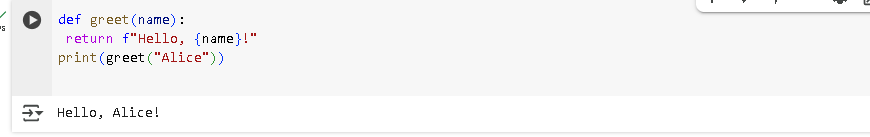 def greet(name):
 return f"Hello, {name}!"
print(greet("Alice"))
Hello, Alice!